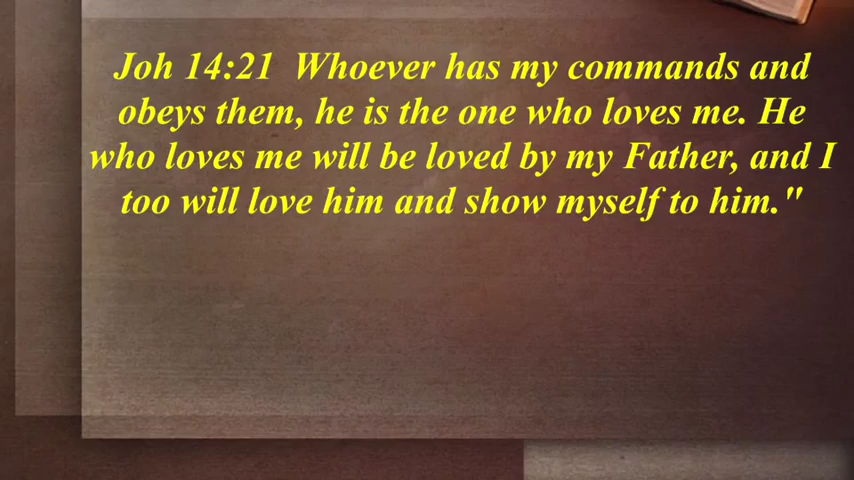 Joh 14:21 Whoever has my commands and
obeys them, he is the one who loves me. He
who loves me will be loved by my Father, and I
too will love him and show myself to him."